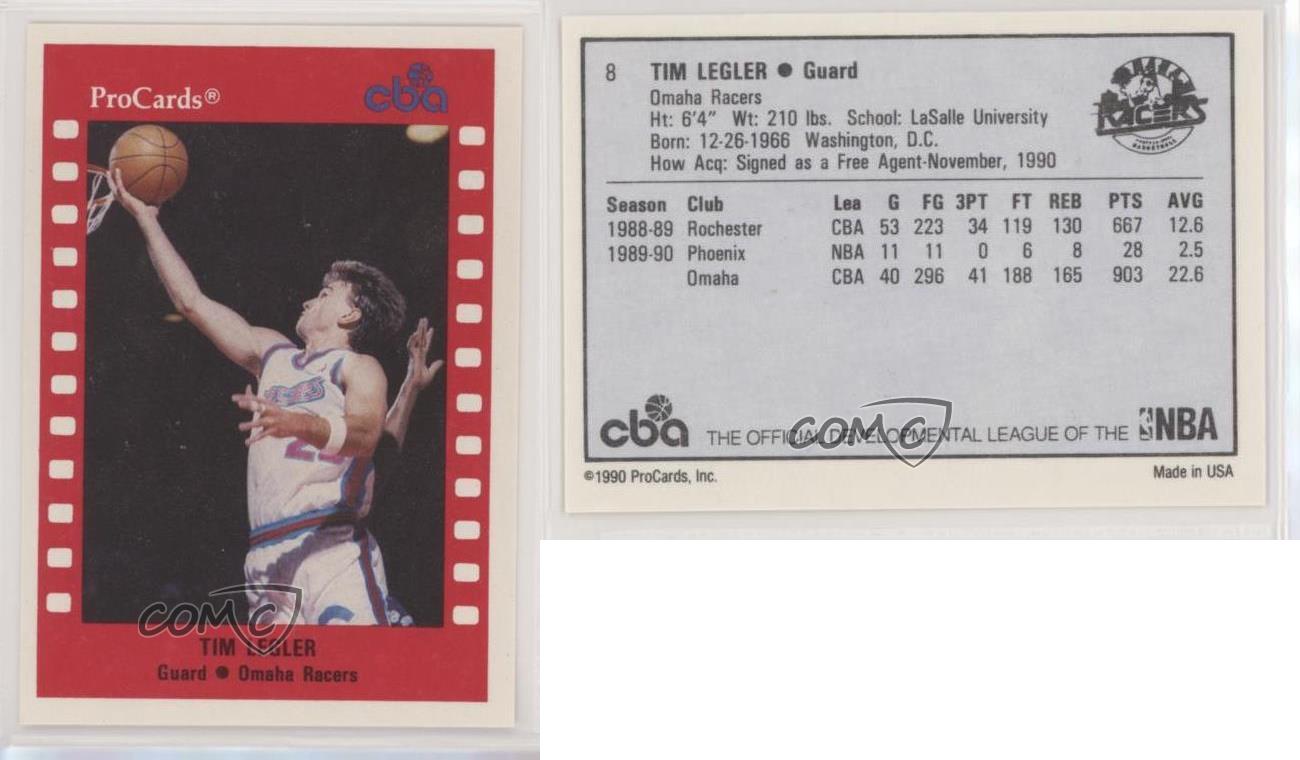 ProCards® cba
COMC
TIM LEGLER
Guard ● Omaha Racers
8 TIM LEGLER ● Guard
Omaha Racers
Ht: 6'4" Wt: 210 lbs. School: LaSalle University
Born: 12-26-1966 Washington, D.C.
How Acq: Signed as a Free Agent-November, 1990
OMAHA
RACERS
BASKETBALL
Season Club Lea G FG 3PT FT REB PTS AVG
1988-89 Rochester CBA 53 223 34 119 130 667 12.6
1989-90 Phoenix NBA 11 11 0 6 8 28 2.5
Omaha CBA 40 296 41 188 165 903 22.6
cba THE OFFICIAL DEVELOPMENTAL LEAGUE OF THE NBA
COMC
©1990 ProCards, Inc. Made in USA